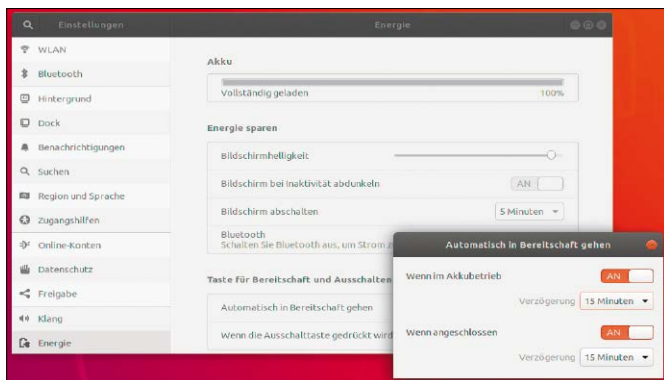 Einstellungen
Energie
WLAN
Bluetooth
Hintergrund
Dock
Benachrichtigungen
Suchen
Region und Sprache
Zugangshilfen
Online-Konten
Datenschutz
Freigabe
Klang
Energie
Akku
Vollständig geladen 100%
Energie sparen
Bildschirmhelligkeit
Bildschirm bei Inaktivität abdunkeln AN
Bildschirm abschalten 5 Minuten
Bluetooth
Schalten Sie Bluetooth aus, um Strom
Taste für Bereitschaft und Ausschalten
Automatisch in Bereitschaft gehen
Wenn die Ausschalttaste gedrückt wird
Automatisch in Bereitschaft gehen
Wenn im Akkubetrieb AN
Verzögerung 15 Minuten
Wenn angeschlossen AN
Verzögerung 15 Minuten